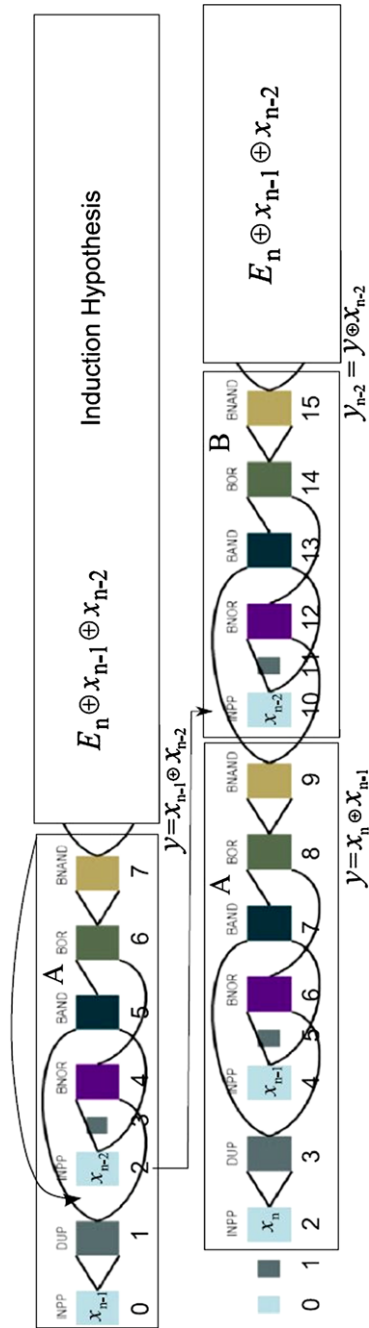 E_n ⊕ x_{n-1} ⊕ x_{n-2}
Induction Hypothesis
INPP DUP INPP BNOR BAND BOR BNAND
A
x_{n-1} x_{n-2}
0 1 2 3 4 5 6 7
y=x_{n-1} ⊕ x_{n-2}
INPP DUP INPP BNOR BAND BOR BNAND INPP BNOR BAND BOR BNAND
A B
x_n x_{n-1} x_{n-2}
E_n ⊕ x_{n-1} ⊕ x_{n-2}
0 1 2 3 4 5 6 7 8 9 10 11 12 13 14 15
y=x_n ⊕ x_{n-1}
y_{n-2} = y⊕x_{n-2}